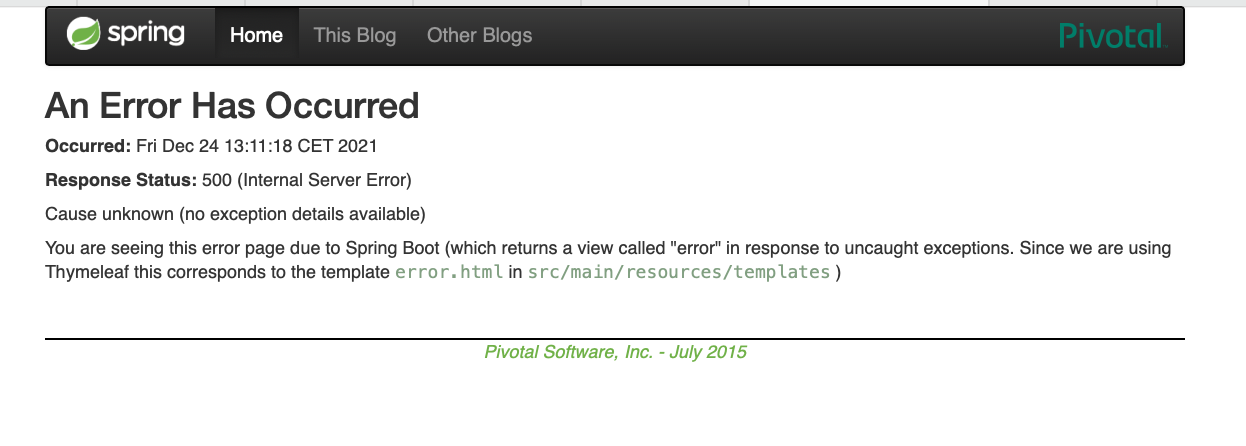 spring Home This Blog Other Blogs Pivotal
An Error Has Occurred
Occurred: Fri Dec 24 13:11:18 CET 2021
Response Status: 500 (Internal Server Error)
Cause unknown (no exception details available)
You are seeing this error page due to Spring Boot (which returns a view called "error" in response to uncaught exceptions. Since we are using
Thymeleaf this corresponds to the template error.html in src/main/resources/templates )
Pivotal Software, Inc. - July 2015